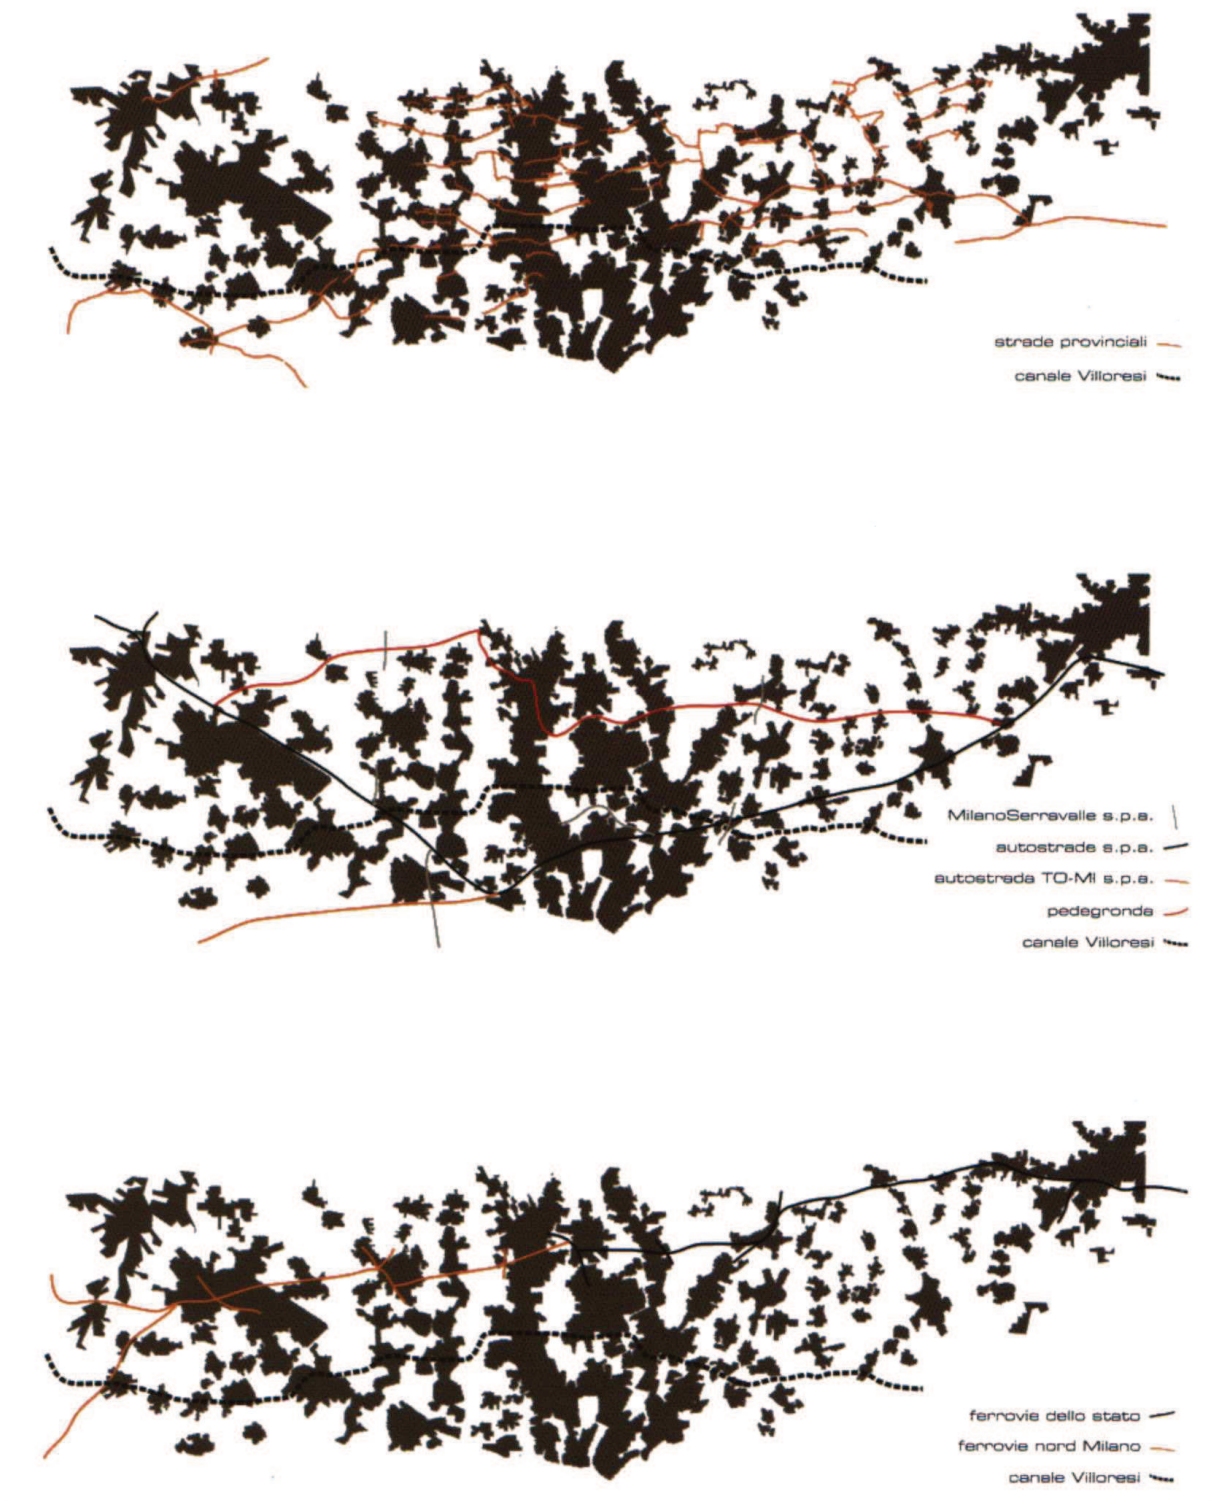 strade provinciali
canale Villoresi
MilanoSerravalle s.p.a.
autostrade s.p.a.
autostrada TO-MI s.p.a.
pedegronda
canale Villoresi
ferrovie dello stato
ferrovie nord Milano
canale Villoresi